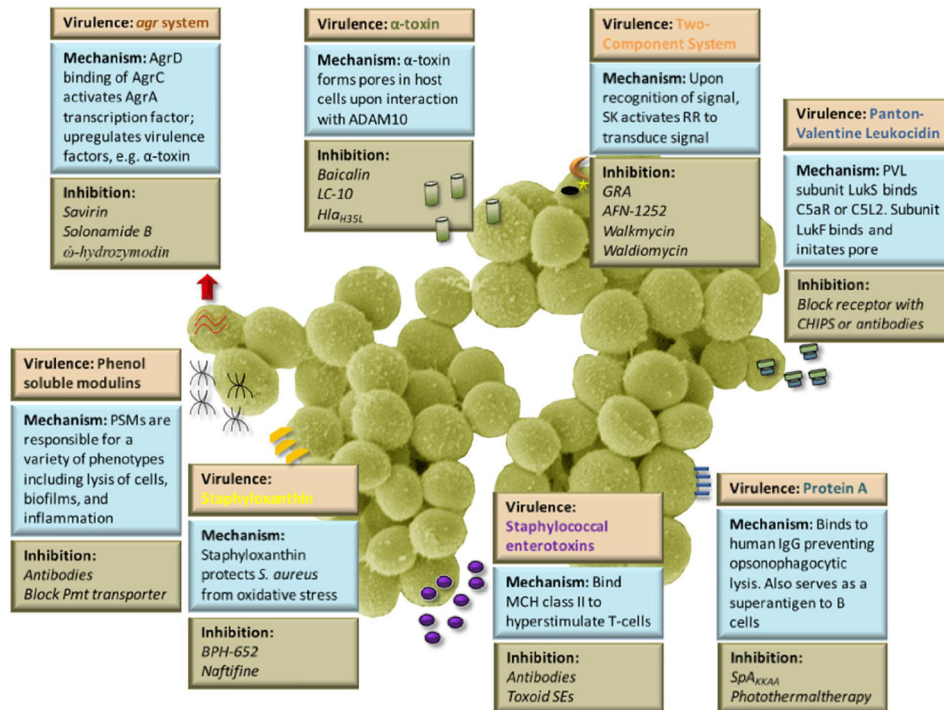 Virulence: agr system
Mechanism: AgrD
binding of AgrC
activates AgrA
transcription factor;
upregulates virulence
factors, e.g. α-toxin
Inhibition:
Savirin
Solonamide B
ώ-hydrozymodin
Virulence: α-toxin
Mechanism: α-toxin
forms pores in host
cells upon interaction
with ADAM10
Inhibition:
Baicalin
LC-10
HlaH35L
Virulence: Two-
Component System
Mechanism: Upon
recognition of signal,
SK activates RR to
transduce signal
Inhibition:
GRA
AFN-1252
Walkmycin
Waldiomycin
Virulence: Panton-
Valentine Leukocidin
Mechanism: PVL
subunit LukS binds
C5aR or C5L2. Subunit
LukF binds and
initates pore
Inhibition:
Block receptor with
CHIPS or antibodies
Virulence: Phenol
soluble modulins
Mechanism: PSMs are
responsible for a
variety of phenotypes
including lysis of cells,
biofilms, and
inflammation
Inhibition:
Antibodies
Block Pmt transporter
Virulence:
Staphyloxanthin
Mechanism:
Staphyloxanthin
protects S. aureus
from oxidative stress
Inhibition:
BPH-652
Naftifine
Virulence:
Staphylococcal
enterotoxins
Mechanism: Bind
MCH class II to
hyperstimulate T-cells
Inhibition:
Antibodies
Toxoid SEs
Virulence: Protein A
Mechanism: Binds to
human IgG preventing
opsonophagocytic
lysis. Also serves as a
superantigen to B
cells
Inhibition:
SpAKKAA
Photothermaltherapy